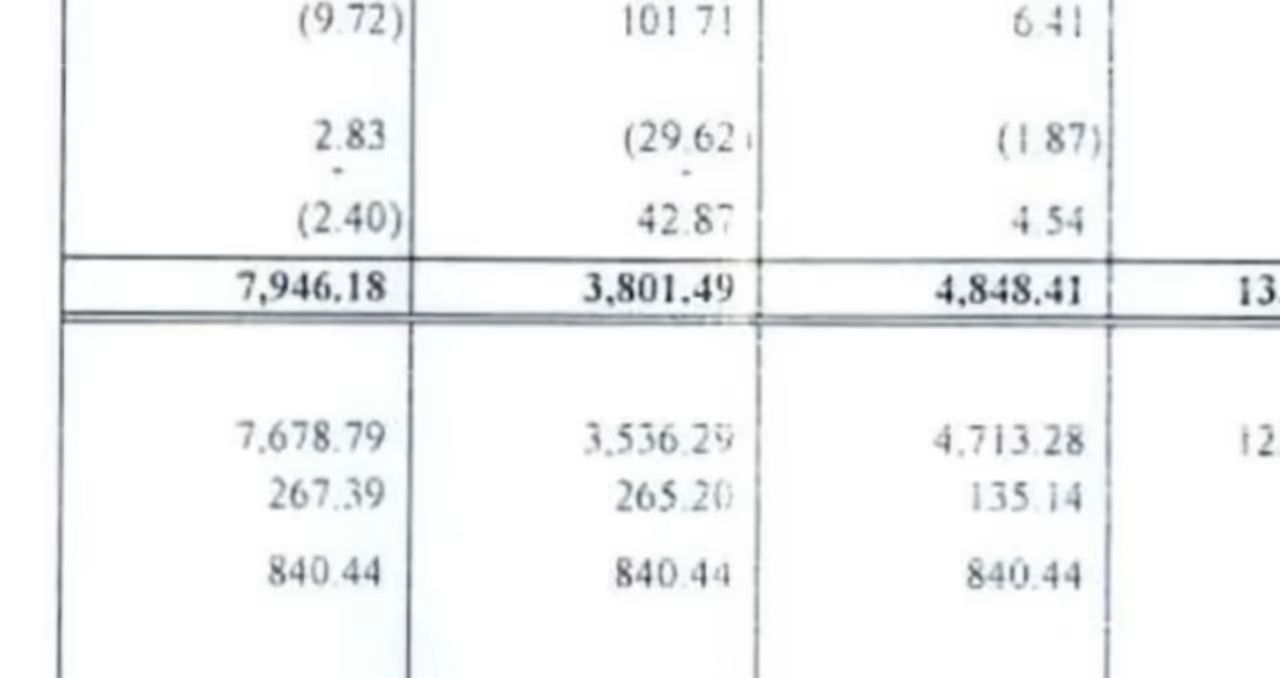 (9.72) 101.71 6.41
2.83 (29.62) (1.87)
- -
(2.40) 42.87 4.54
7,946.18 3,801.49 4,848.41 13.
7,678.79 3,536.29 4,713.28 12.
267.39 265.20 135.14
840.44 840.44 840.44